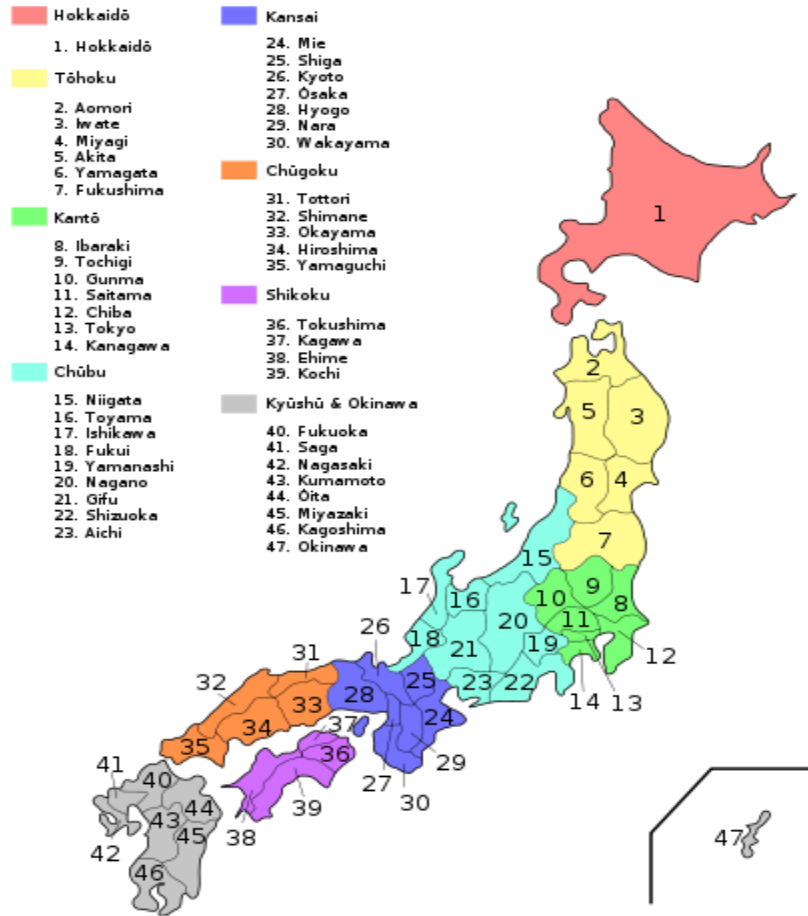 Hokkaidō
1. Hokkaidō
Tōhoku
2. Aomori
3. Iwate
4. Miyagi
5. Akita
6. Yamagata
7. Fukushima
Kantō
8. Ibaraki
9. Tochigi
10. Gunma
11. Saitama
12. Chiba
13. Tokyo
14. Kanagawa
Chūbu
15. Niigata
16. Toyama
17. Ishikawa
18. Fukui
19. Yamanashi
20. Nagano
21. Gifu
22. Shizuoka
23. Aichi
Kansai
24. Mie
25. Shiga
26. Kyoto
27. Ōsaka
28. Hyogo
29. Nara
30. Wakayama
Chūgoku
31. Tottori
32. Shimane
33. Okayama
34. Hiroshima
35. Yamaguchi
Shikoku
36. Tokushima
37. Kagawa
38. Ehime
39. Kochi
Kyūshū & Okinawa
40. Fukuoka
41. Saga
42. Nagasaki
43. Kumamoto
44. Ōita
45. Miyazaki
46. Kagoshima
47. Okinawa
1
2
5
3
6
4
7
15
9
10
8
17
16
11
20
26
18
19
21
12
31
25
14
13
32
28
23
22
33
24
34
37
35
36
29
41
40
27
30
39
44
43
38
45
47
42
46